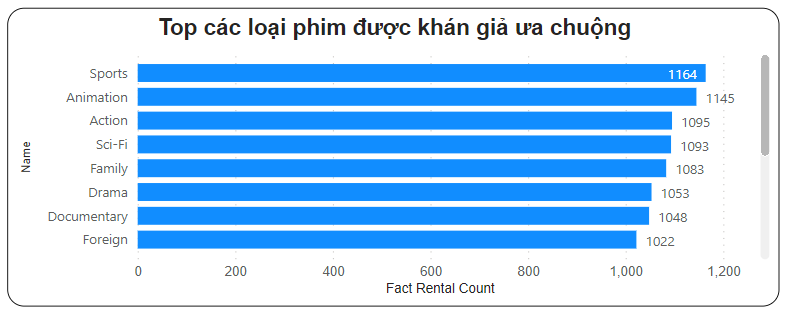 Top các loại phim được khán giả ưa chuộng
Name
Sports 1164
Animation 1145
Action 1095
Sci-Fi 1093
Family 1083
Drama 1053
Documentary 1048
Foreign 1022
0 200 400 600 800 1,000 1,200
Fact Rental Count